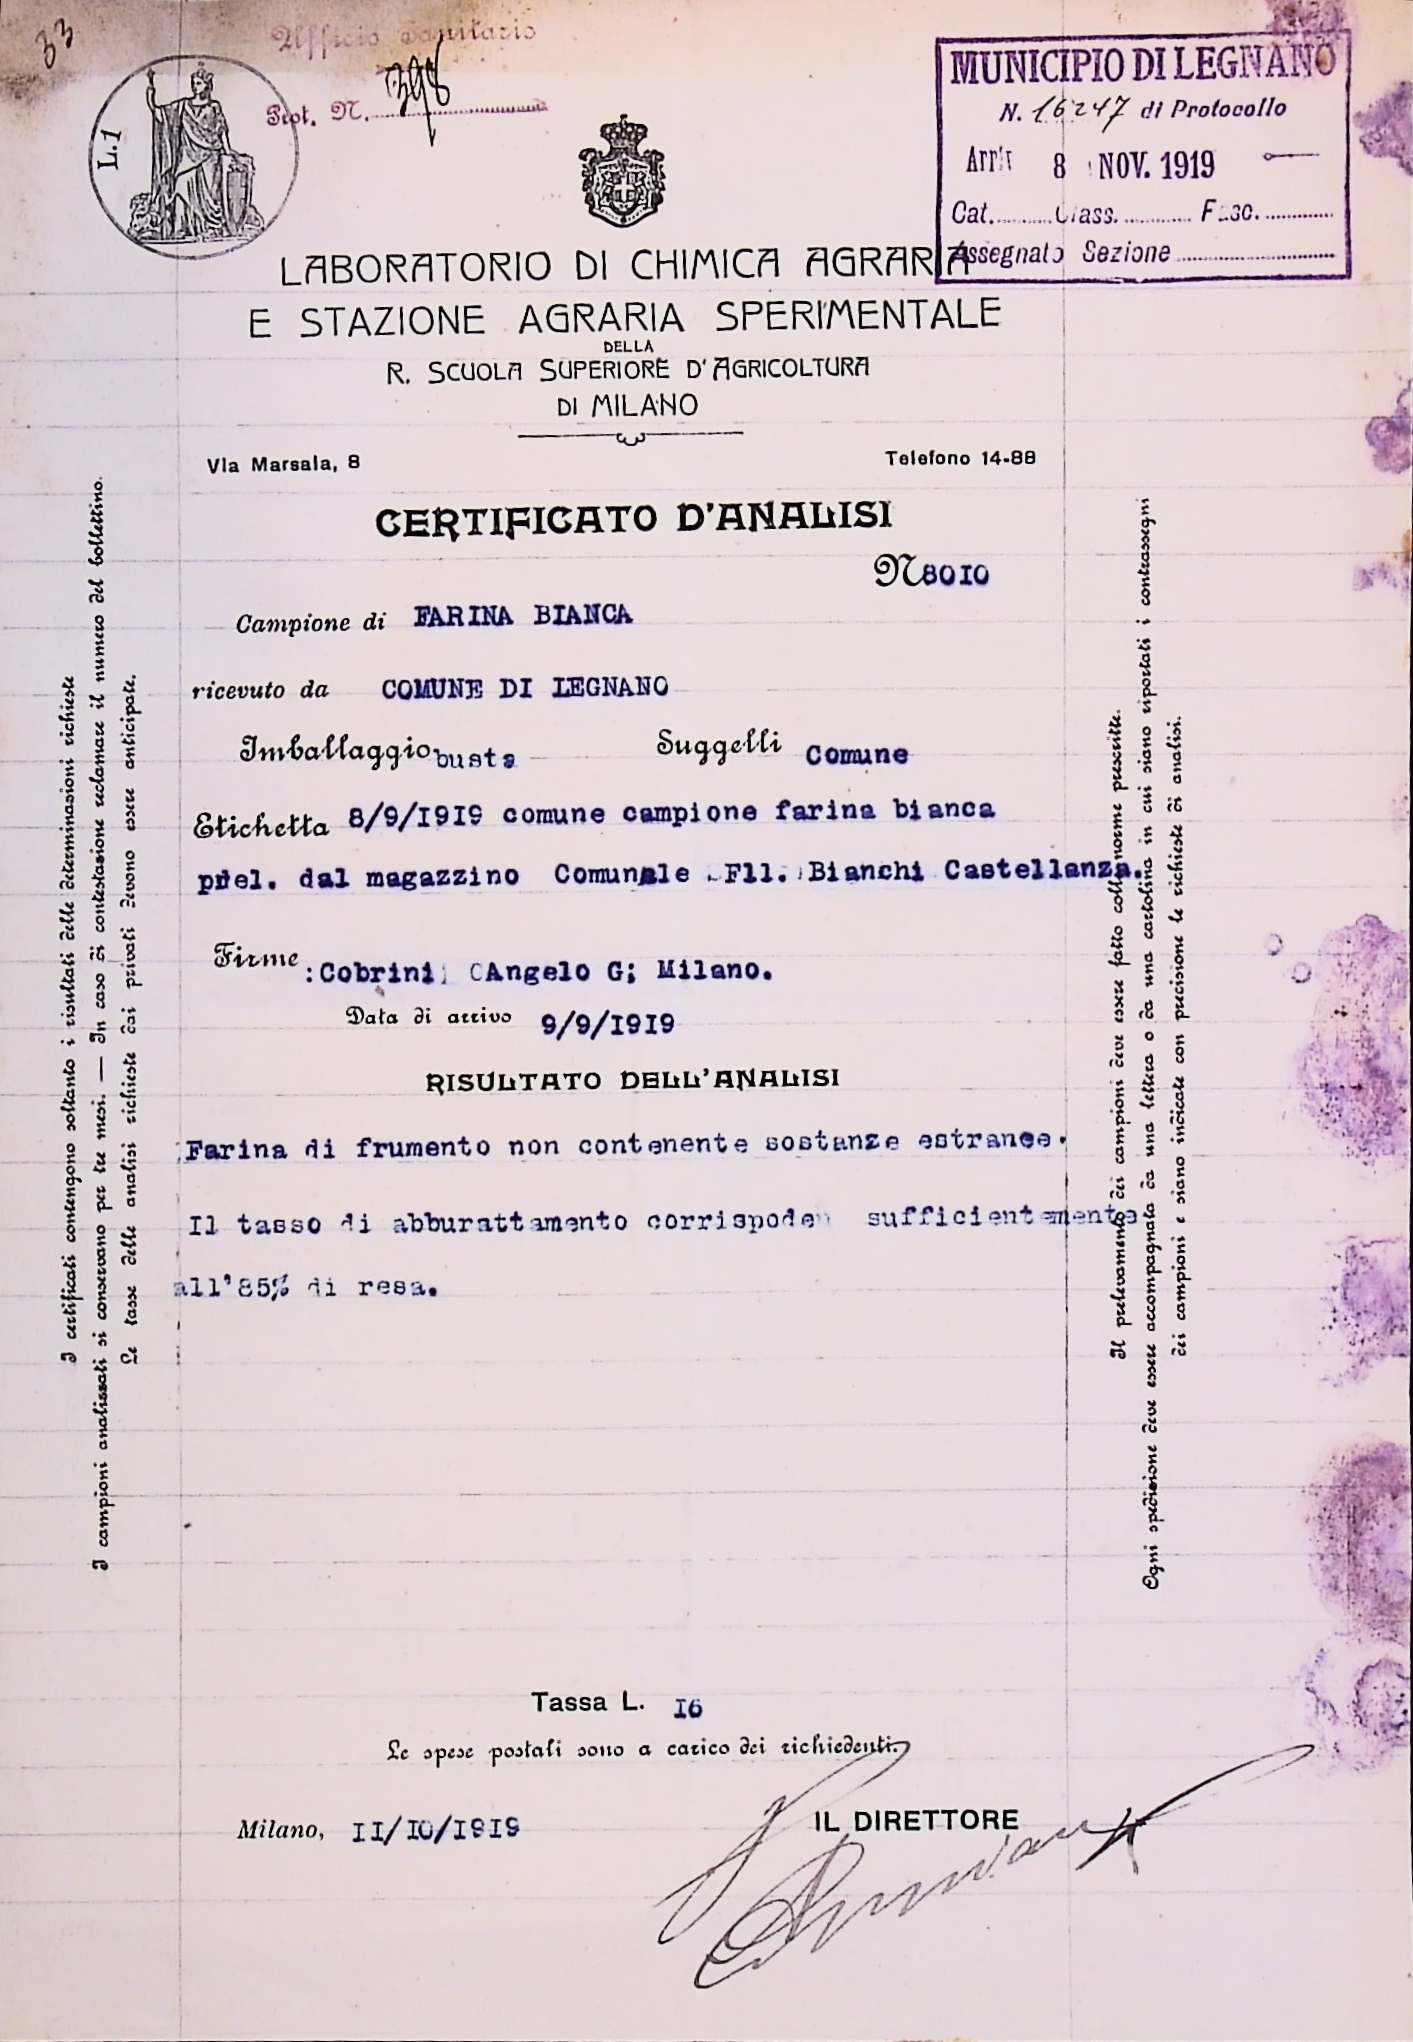 33
Ufficio Sanitario
Prot. N. 398
L.1
MUNICIPIO DI LEGNANO
N. 16247 di Protocollo
8 NOV. 1919
Cat. Class. Fasc.
Assegnato Sezione
LABORATORIO DI CHIMICA AGRARIA
E STAZIONE AGRARIA SPERIMENTALE
DELLA
R. SCUOLA SUPERIORE D'AGRICOLTURA
DI MILANO
Via Marsala, 8
Telefono 14-88
CERTIFICATO D'ANALISI
N 8010
Campione di FARINA BIANCA
ricevuto da COMUNE DI LEGNANO
Imballaggio busta Suggelli Comune
Etichetta 8/9/1919 comune campione farina bianca
prel. dal magazzino Comunale Fll. Bianchi Castellanza.
Firme :Cobrini Angelo G; Milano.
Data di arrivo 9/9/1919
RISULTATO DELL'ANALISI
Farina di frumento non contenente sostanze estranee.
Il tasso di abburattamento corrispode sufficientemente
all'85% di resa.
Tassa L. 16
Le spese postali sono a carico dei richiedenti.
Milano, 11/10/1919
IL DIRETTORE
I certificati contengono soltanto i risultati delle determinazioni richieste
I campioni analizzati si conservano per tre mesi. — In caso di contestazione reclamare il numero del bollettino.
Le tasse delle analisi richieste dai privati devono essere anticipate.
Il prelevamento dei campioni deve essere fatto colle norme prescritte.
Ogni spedizione deve essere accompagnata da una lettera o da una cartolina in cui siano riportati i contrassegni
dei campioni e siano indicate con precisione le richieste di analisi.